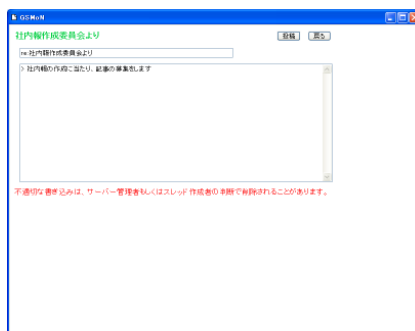 GSMoN
社内報作成委員会より
投稿 戻る
re:社内報作成委員会より
> 社内報の作成に当たり、記事の募集をします
不適切な書き込みは、サーバー管理者もしくはスレッド作成者の判断で削除されることがあります。